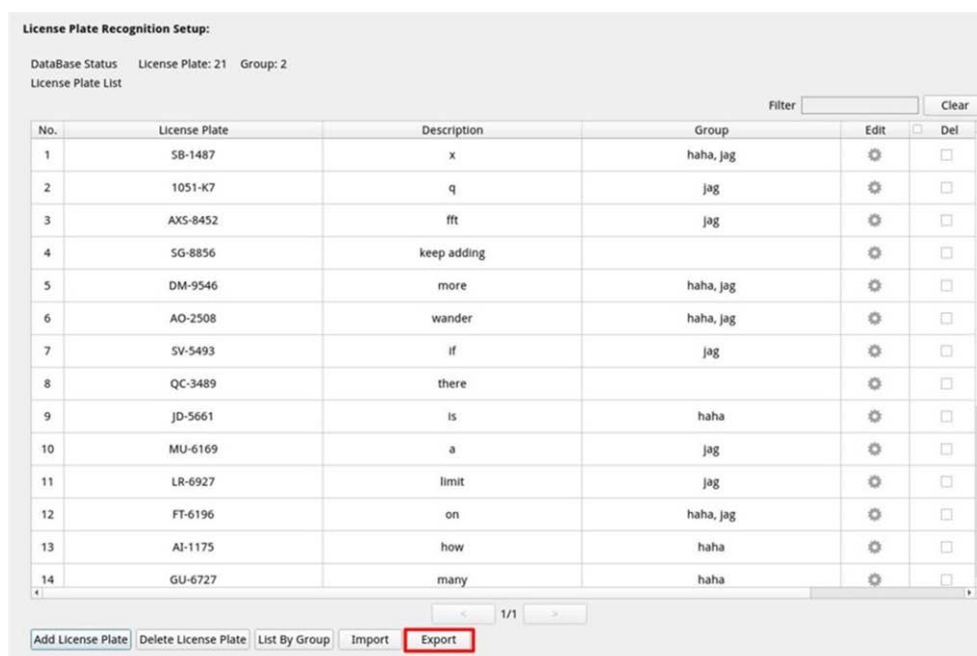 License Plate Recognition Setup:
DataBase Status License Plate: 21 Group: 2
License Plate List
Filter Clear
No. License Plate Description Group Edit Del
1 SB-1487 x haha, jag
2 1051-K7 q jag
3 AXS-8452 fft jag
4 SG-8856 keep adding
5 DM-9546 more haha, jag
6 AO-2508 wander haha, jag
7 SV-5493 if jag
8 QC-3489 there
9 JD-5661 is haha
10 MU-6169 a jag
11 LR-6927 limit jag
12 FT-6196 on haha, jag
13 AI-1175 how haha
14 GU-6727 many haha
< 1/1 >
Add License Plate Delete License Plate List By Group Import Export